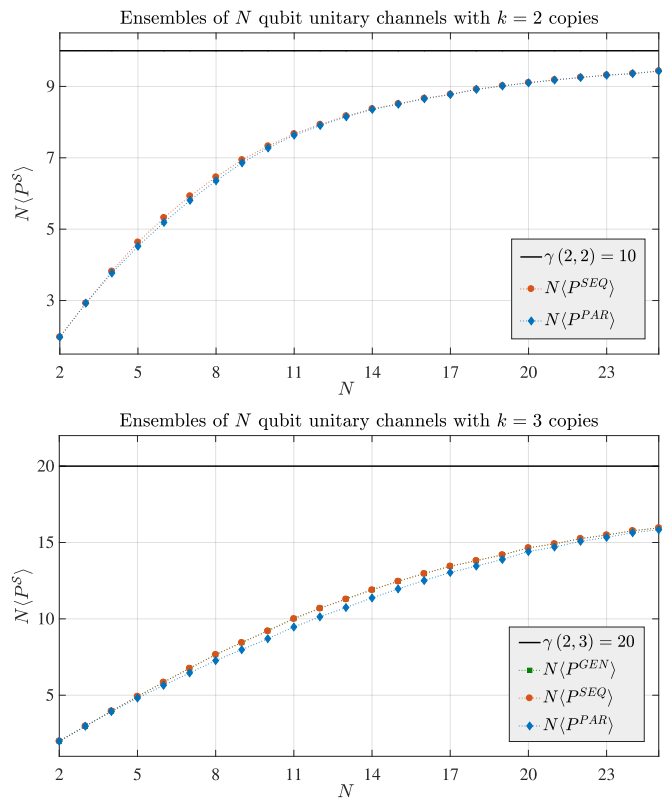 Ensembles of N qubit unitary channels with k = 2 copies
N⟨P^S⟩
9
7
5
3
γ (2, 2) = 10
N⟨P^SEQ⟩
N⟨P^PAR⟩
2 5 8 11 14 17 20 23
N
Ensembles of N qubit unitary channels with k = 3 copies
N⟨P^S⟩
20
15
10
5
γ (2, 3) = 20
N⟨P^GEN⟩
N⟨P^SEQ⟩
N⟨P^PAR⟩
2 5 8 11 14 17 20 23
N